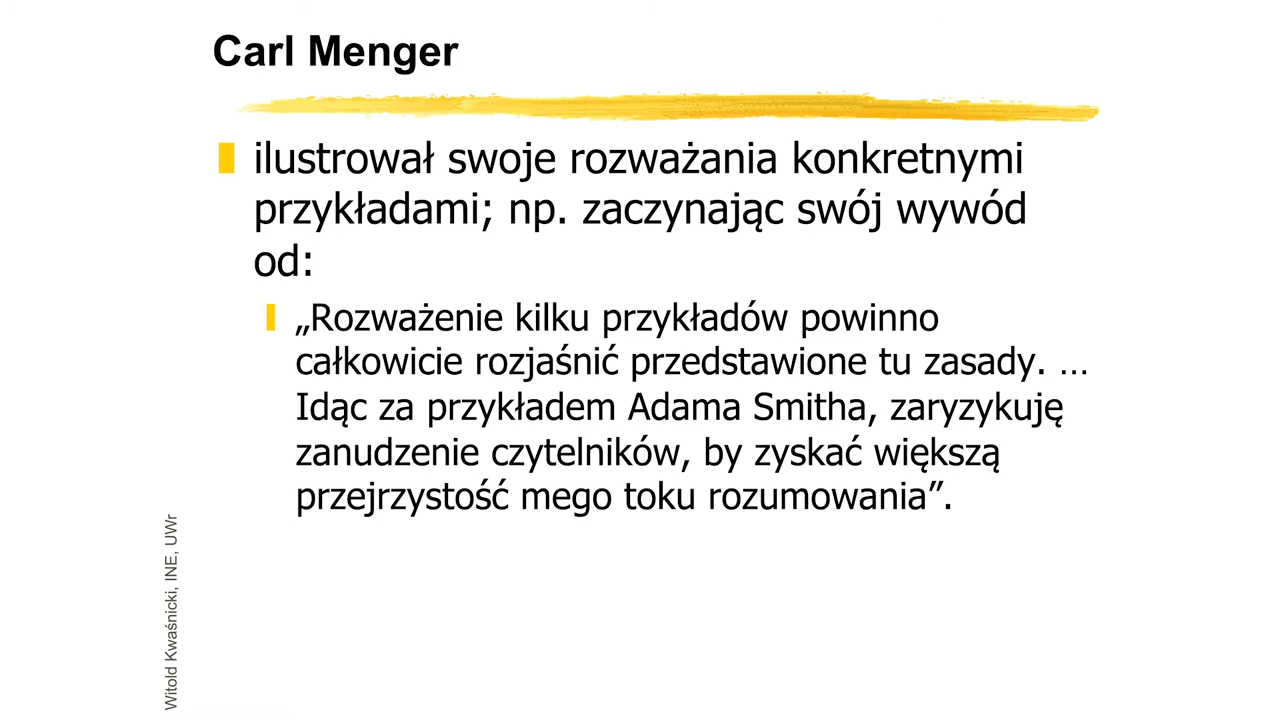 Carl Menger
ilustrował swoje rozważania konkretnymi
przykładami; np. zaczynając swój wywód
od:
„Rozważenie kilku przykładów powinno
całkowicie rozjaśnić przedstawione tu zasady. …
Idąc za przykładem Adama Smitha, zaryzykuję
zanudzenie czytelników, by zyskać większą
przejrzystość mego toku rozumowania”.
Witold Kwaśnicki, INE, UWr